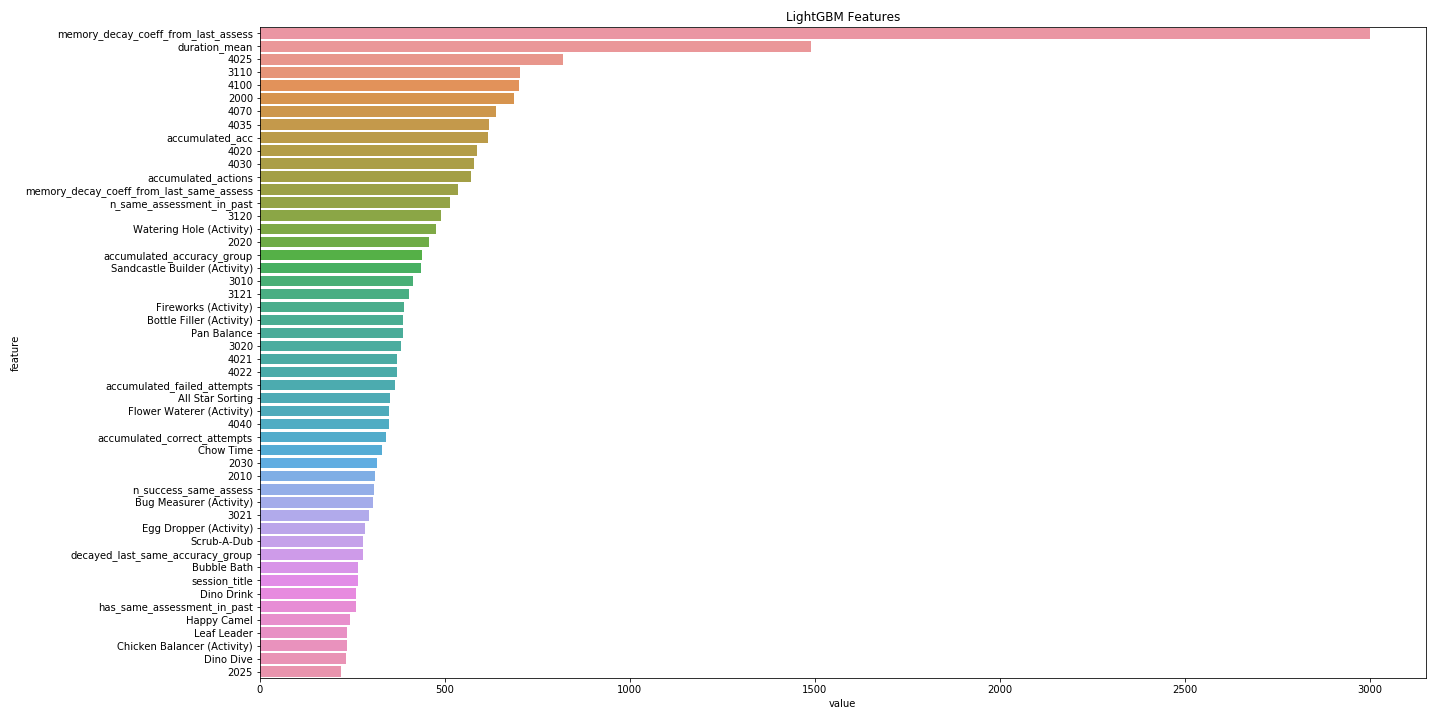 LightGBM Features
memory_decay_coeff_from_last_assess
duration_mean
4025
3110
4100
2000
4070
4035
accumulated_acc
4020
4030
accumulated_actions
memory_decay_coeff_from_last_same_assess
n_same_assessment_in_past
3120
Watering Hole (Activity)
2020
accumulated_accuracy_group
Sandcastle Builder (Activity)
3010
3121
Fireworks (Activity)
Bottle Filler (Activity)
Pan Balance
3020
4021
4022
accumulated_failed_attempts
All Star Sorting
Flower Waterer (Activity)
4040
accumulated_correct_attempts
Chow Time
2030
2010
n_success_same_assess
Bug Measurer (Activity)
3021
Egg Dropper (Activity)
Scrub-A-Dub
decayed_last_same_accuracy_group
Bubble Bath
session_title
Dino Drink
has_same_assessment_in_past
Happy Camel
Leaf Leader
Chicken Balancer (Activity)
Dino Dive
2025
feature
0 500 1000 1500 2000 2500 3000
value